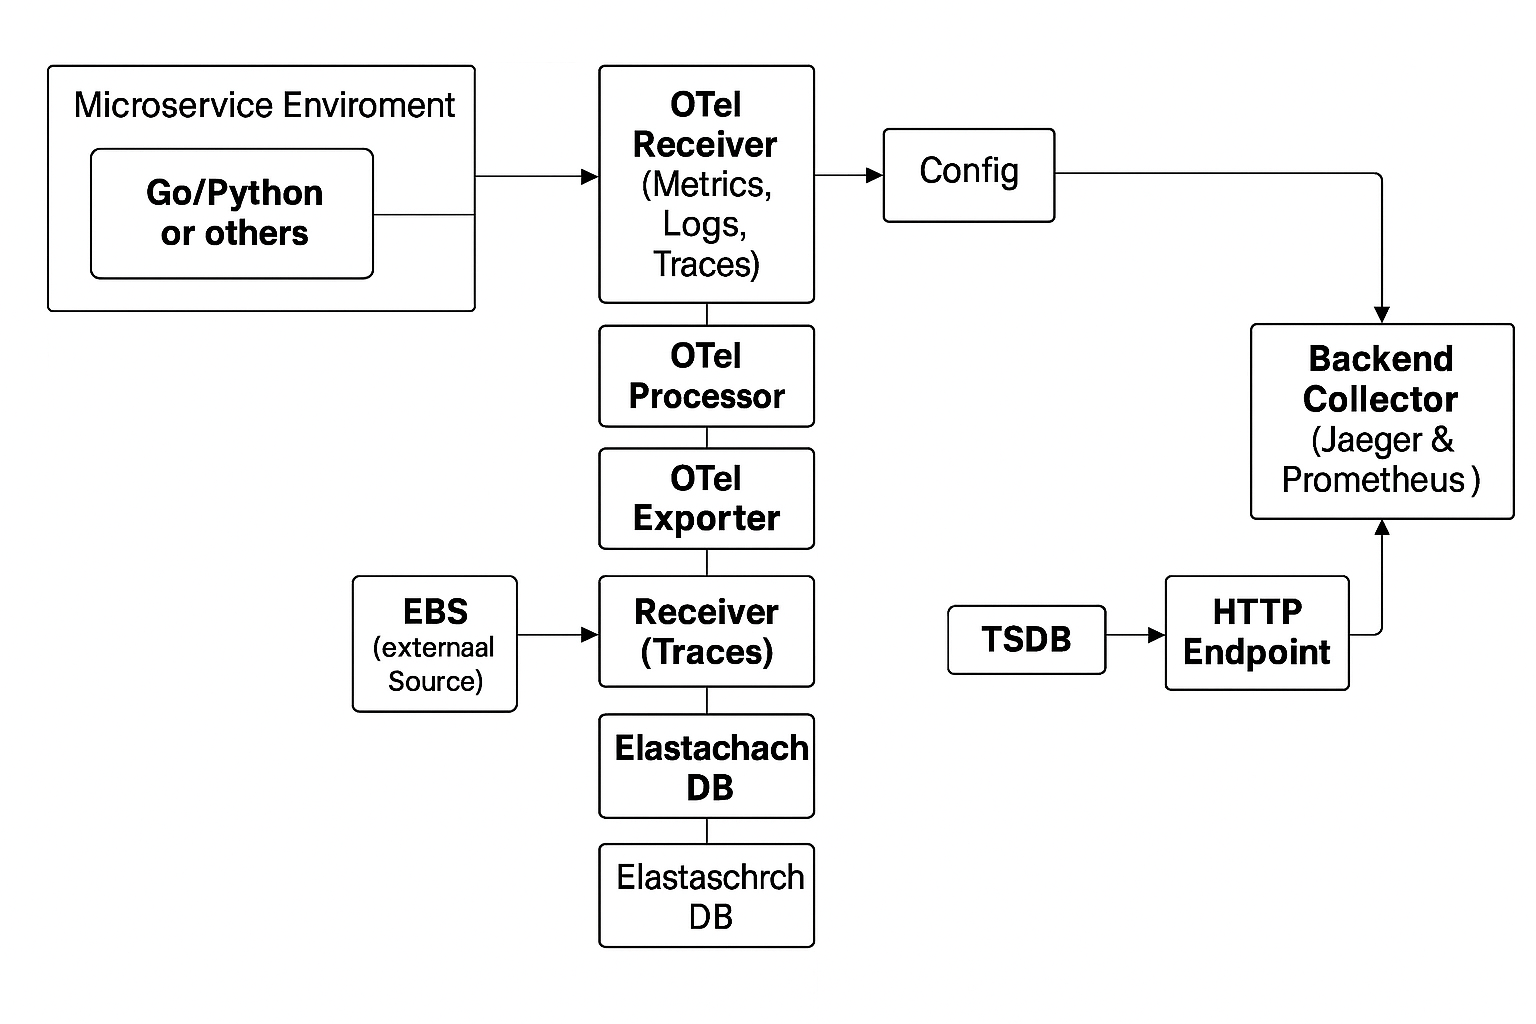 Microservice Enviroment
Go/Python
or others
OTel
Receiver
(Metrics,
Logs,
Traces)
Config
OTel
Processor
Backend
Collector
(Jaeger &
Prometheus)
OTel
Exporter
EBS
(externaal
Source)
Receiver
(Traces)
TSDB
HTTP
Endpoint
Elastachach
DB
Elastaschrch
DB